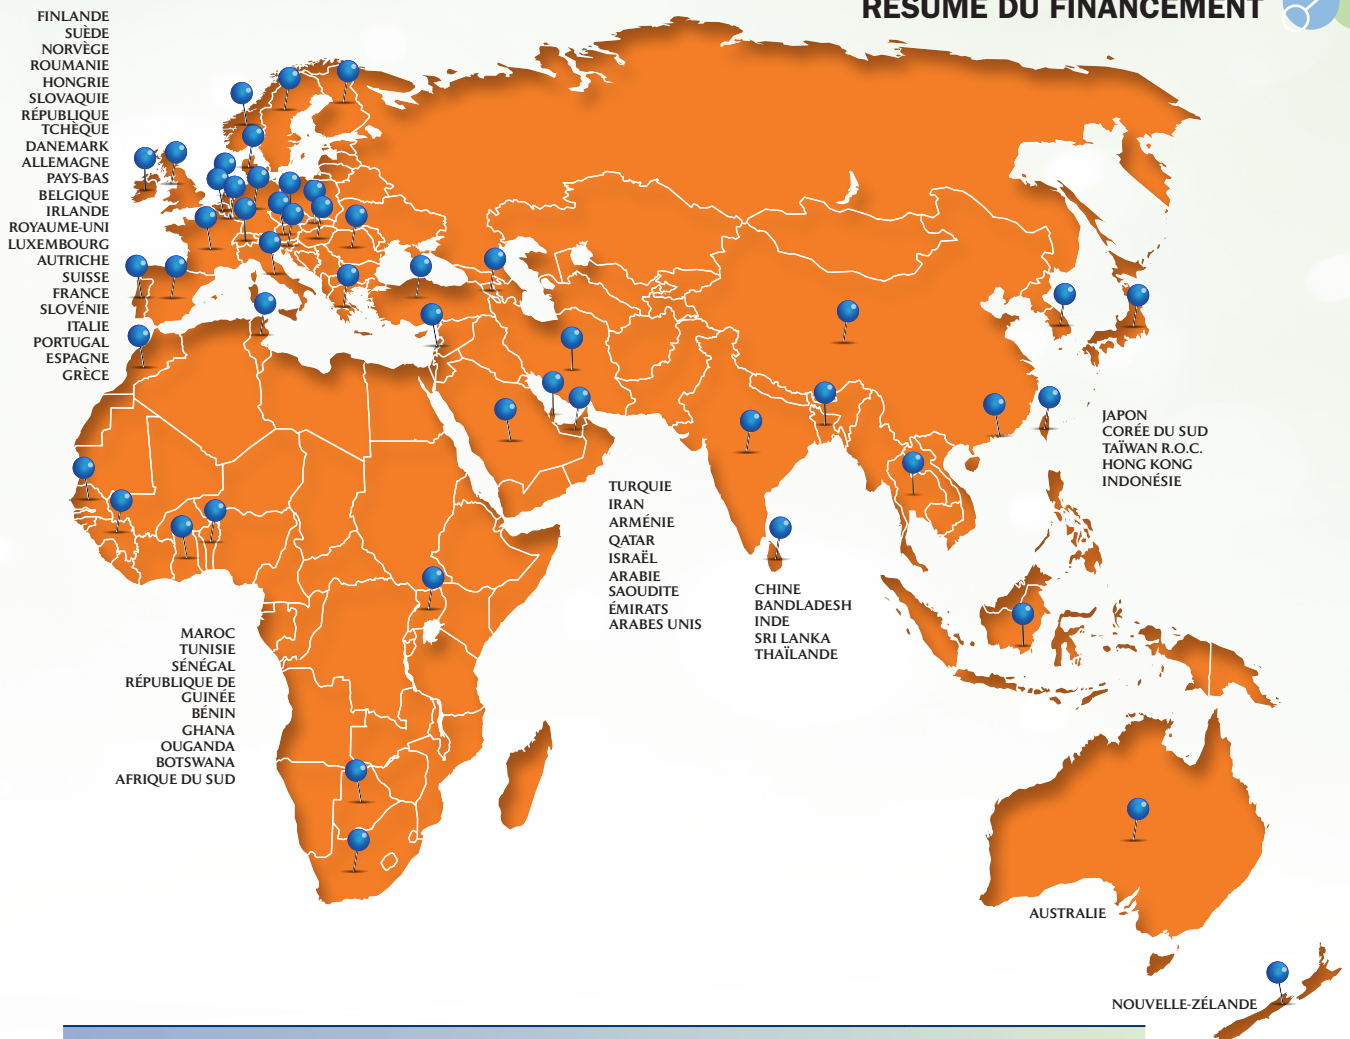 RÉSUMÉ DU FINANCEMENT
FINLANDE
SUÈDE
NORVÈGE
ROUMANIE
HONGRIE
SLOVAQUIE
RÉPUBLIQUE
TCHÈQUE
DANEMARK
ALLEMAGNE
PAYS-BAS
BELGIQUE
IRLANDE
ROYAUME-UNI
LUXEMBOURG
AUTRICHE
SUISSE
FRANCE
SLOVÉNIE
ITALIE
PORTUGAL
ESPAGNE
GRÈCE
JAPON
CORÉE DU SUD
TAÏWAN R.O.C.
HONG KONG
INDONÉSIE
TURQUIE
IRAN
ARMÉNIE
QATAR
ISRAËL
ARABIE
SAOUDITE
ÉMIRATS
ARABES UNIS
CHINE
BANDLADESH
INDE
SRI LANKA
THAÏLANDE
MAROC
TUNISIE
SÉNÉGAL
RÉPUBLIQUE DE
GUINÉE
BÉNIN
GHANA
OUGANDA
BOTSWANA
AFRIQUE DU SUD
AUSTRALIE
NOUVELLE-ZÉLANDE